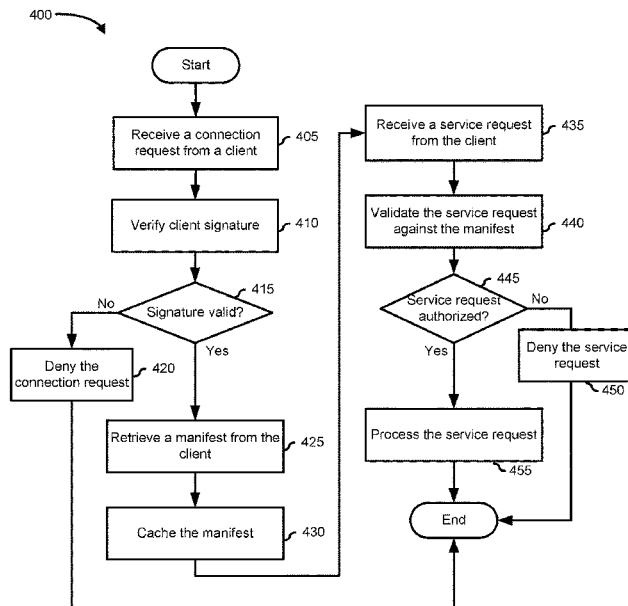 400
Start
Receive a connection
request from a client
405
Verify client signature
410
415
Signature valid?
No
Yes
Deny the
connection request
420
Retrieve a manifest from the
client
425
Cache the manifest
430
Receive a service request
from the client
435
Validate the service request
against the manifest
440
445
Service request
authorized?
No
Yes
Deny the service
request
450
Process the service request
455
End